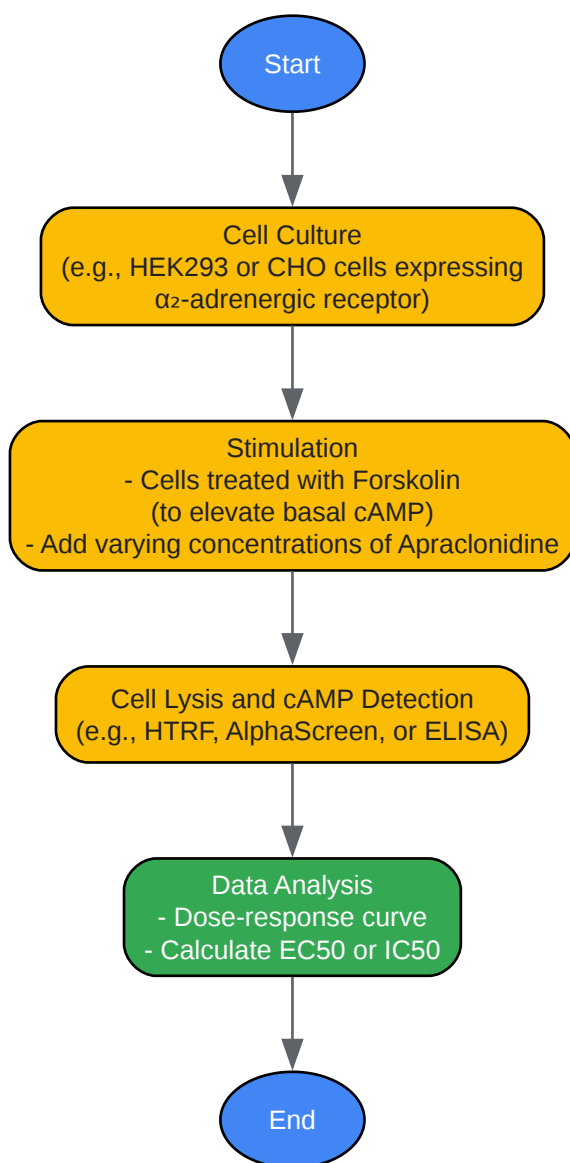 Start
Cell Culture
(e.g., HEK293 or CHO cells expressing
α₂-adrenergic receptor)
Stimulation
- Cells treated with Forskolin
(to elevate basal cAMP)
- Add varying concentrations of Apraclonidine
Cell Lysis and cAMP Detection
(e.g., HTRF, AlphaScreen, or ELISA)
Data Analysis
- Dose-response curve
- Calculate EC50 or IC50
End